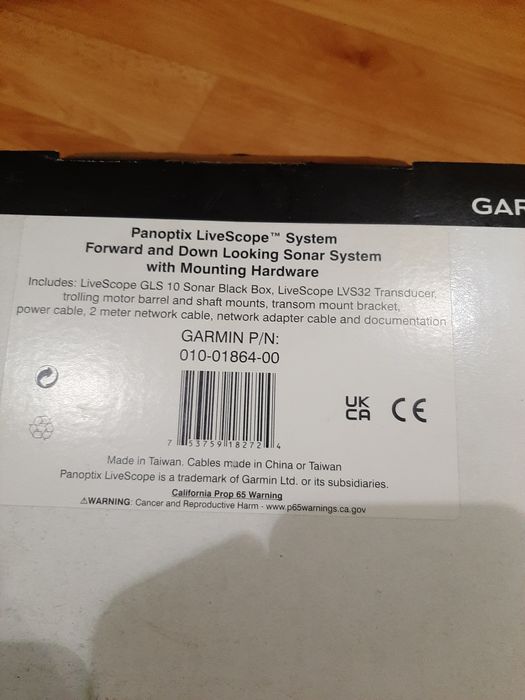 GAR
Panoptix LiveScope™ System
Forward and Down Looking Sonar System
with Mounting Hardware
Includes: LiveScope GLS 10 Sonar Black Box, LiveScope LVS32 Transducer,
trolling motor barrel and shaft mounts, transom mount bracket,
power cable, 2 meter network cable, network adapter cable and documentation
GARMIN P/N:
010-01864-00
7 53759 18272 4
UK
CA
CE
Made in Taiwan. Cables made in China or Taiwan
Panoptix LiveScope is a trademark of Garmin Ltd. or its subsidiaries.
California Prop 65 Warning
⚠WARNING: Cancer and Reproductive Harm - www.p65warnings.ca.gov